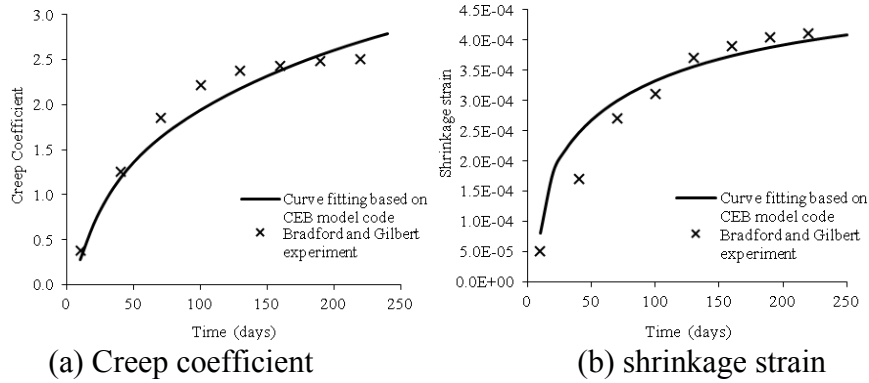 3.0
2.5
2.0
1.5
1.0
0.5
0.0
Creep Coefficient
Curve fitting based on
CEB model code
Bradford and Gilbert
experiment
0 50 100 150 200 250
Time (days)
(a) Creep coefficient
4.5E-04
4.0E-04
3.5E-04
3.0E-04
2.5E-04
2.0E-04
1.5E-04
1.0E-04
5.0E-05
0.0E+00
Shrinkage strain
Curve fitting based on
CEB model code
Bradford and Gilbert
experiment
0 50 100 150 200 250
Time (days)
(b) shrinkage strain